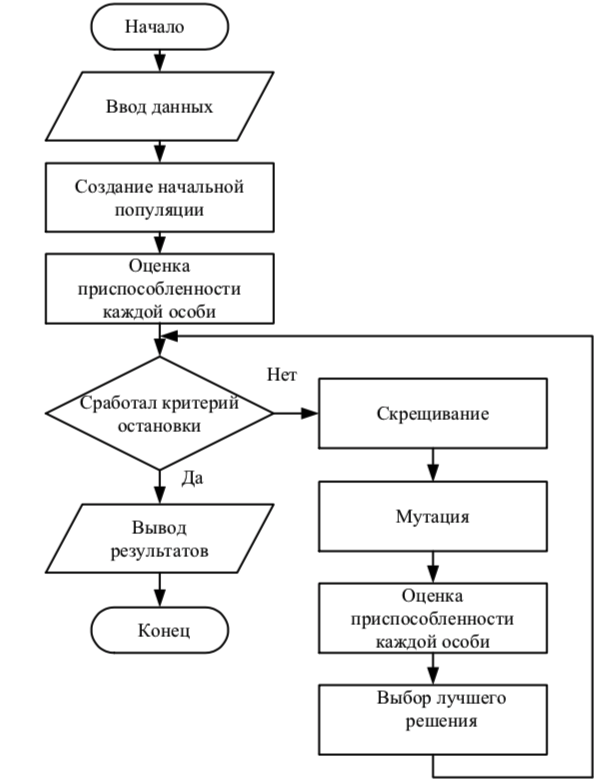 Начало
Ввод данных
Создание начальной
популяции
Оценка
приспособленности
каждой особи
Сработал критерий
остановки
Нет
Да
Вывод
результатов
Конец
Скрещивание
Мутация
Оценка
приспособленности
каждой особи
Выбор лучшего
решения